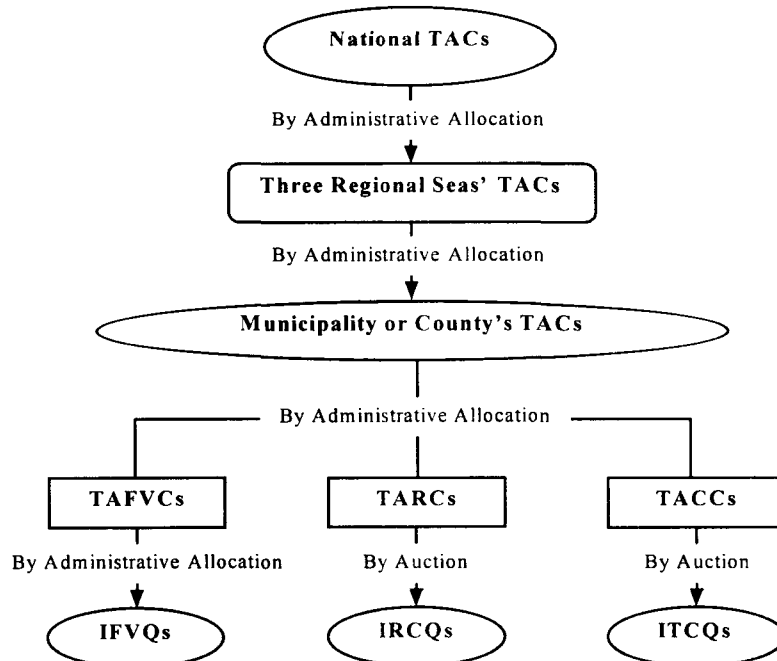 National TACs
By Administrative Allocation
Three Regional Seas' TACs
By Administrative Allocation
Municipality or County's TACs
By Administrative Allocation
TAFVCs
TARCs
TACCs
By Administrative Allocation
By Auction
By Auction
IFVQs
IRCQs
ITCQs